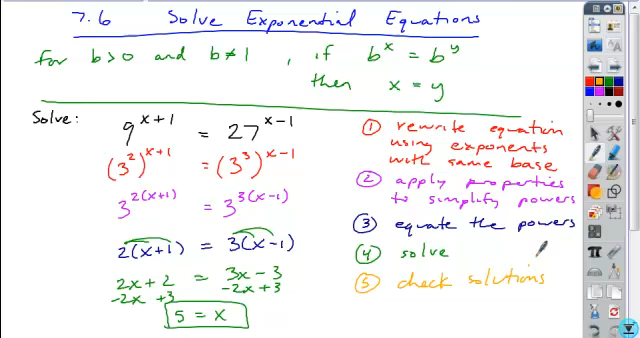 7.6 Solve Exponential Equations
For b>0 and b≠1, if b^x = b^y
then x = y
Solve:
9^(x+1) = 27^(x-1)
(3^2)^(x+1) = (3^3)^(x-1)
3^2(x+1) = 3^3(x-1)
2(x+1) = 3(x-1)
2x+2 = 3x-3
-2x +3 -2x+3
5 = x
① rewrite equation
using exponents
with same base
② apply properties
to simplify powers
③ equate the powers
④ solve
⑤ check solutions